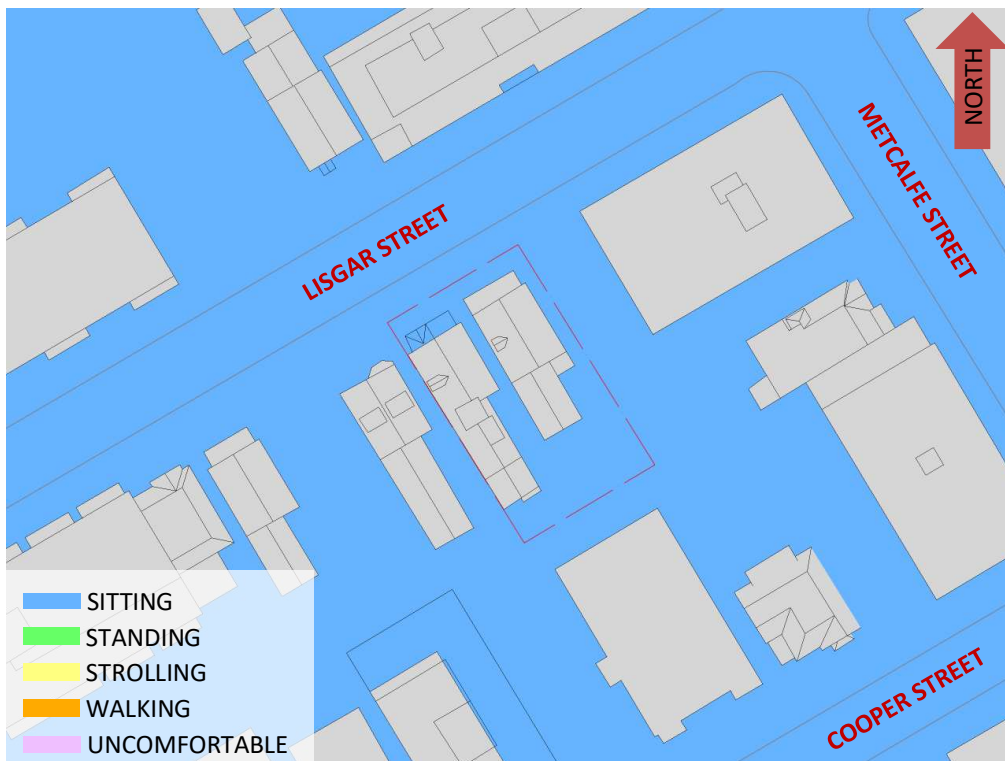 NORTH
METCALFE STREET
LISGAR STREET
SITTING
STANDING
STROLLING
WALKING
UNCOMFORTABLE
COOPER STREET